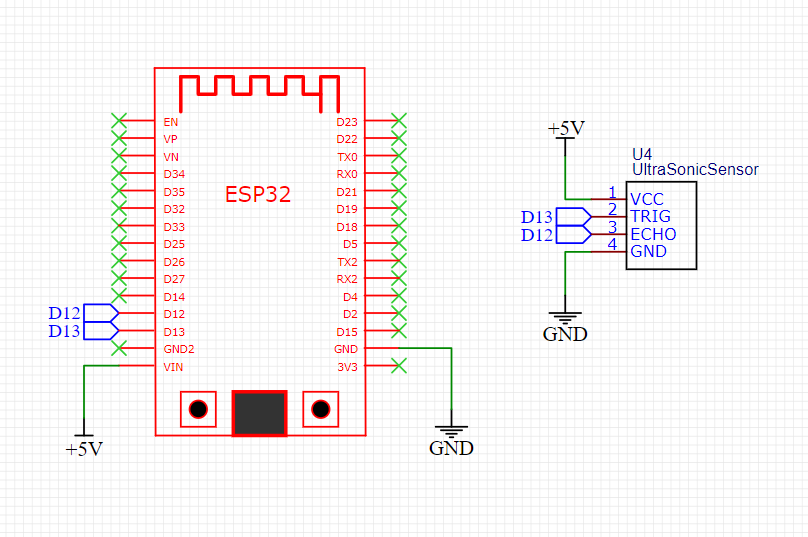 ESP32
EN
VP
VN
D34
D35
D32
D33
D25
D26
D27
D14
D12
D13
GND2
VIN
D12
D13
+5V
D23
D22
TX0
RX0
D21
D19
D18
D5
TX2
RX2
D4
D2
D15
GND
3V3
GND
+5V
U4
UltraSonicSensor
D13
D12
1 VCC
2 TRIG
3 ECHO
4 GND
GND